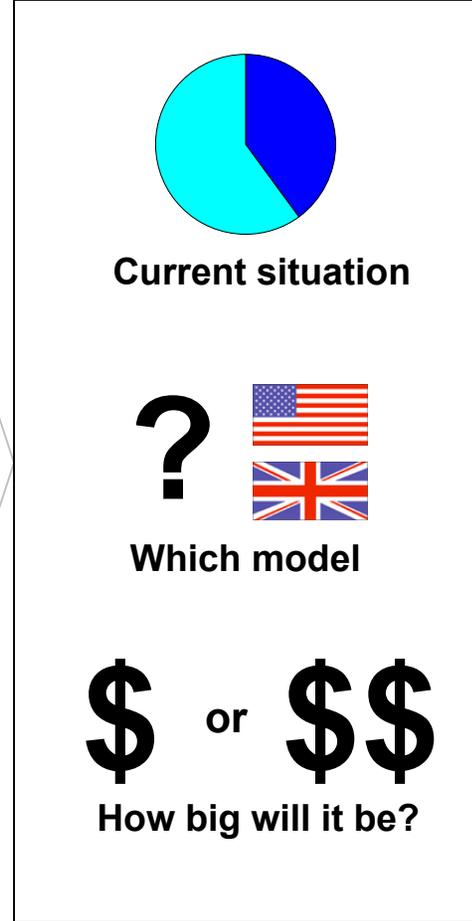 Current situation
?
Which model
$ or $$
How big will it be?